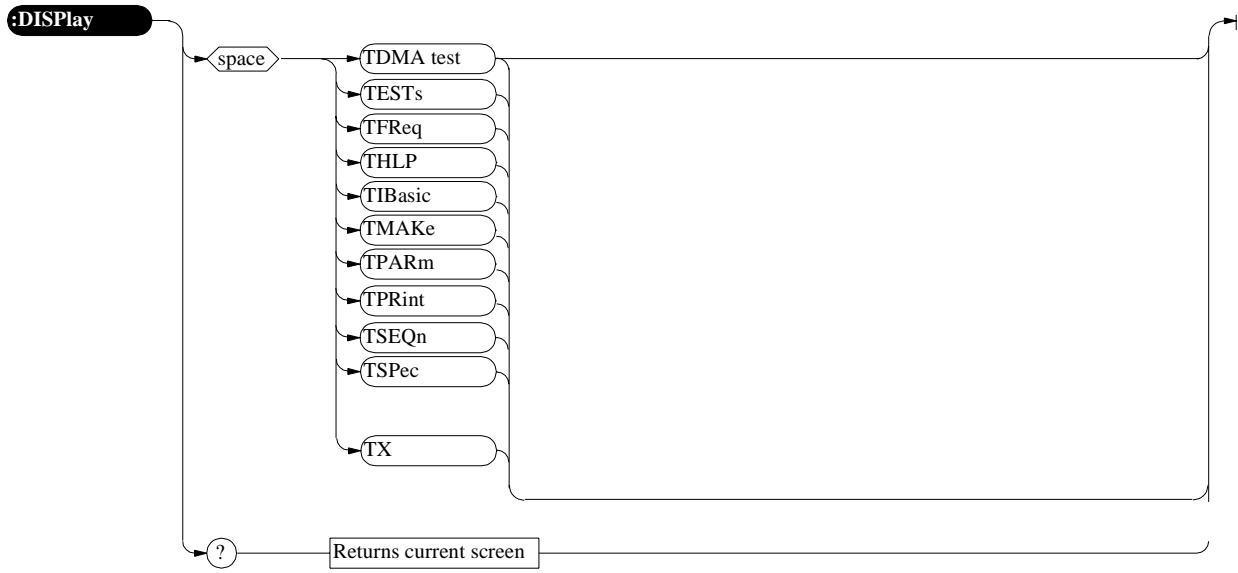 :DISPlay
space
TDMA test
TESTs
TFReq
THLP
TIBasic
TMAKe
TPARm
TPRint
TSEQn
TSPec
TX
?
Returns current screen